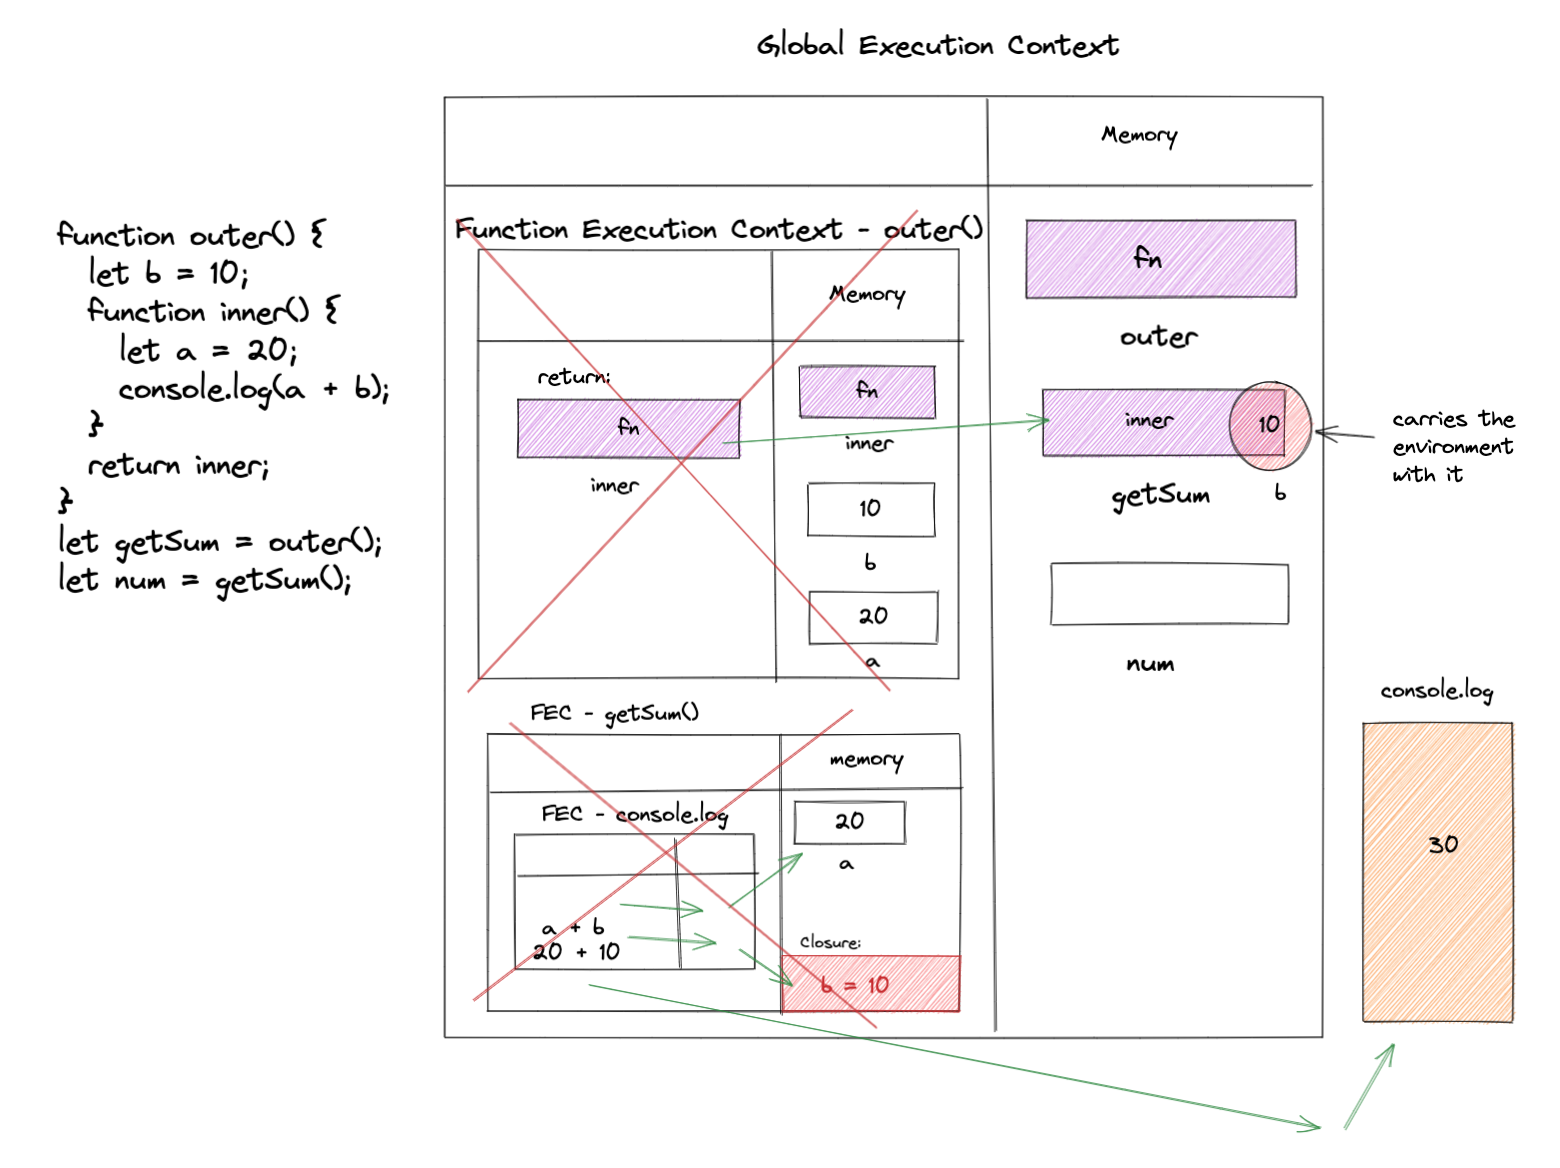 Global Execution Context
function outer() {
let b = 10;
function inner() {
let a = 20;
console.log(a + b);
}
return inner;
}
let getSum = outer();
let num = getSum();
Memory
Function Execution Context - outer()
Memory
return:
fn
inner
fn
inner
10
b
20
a
fn
outer
inner
10
getSum
b
num
carries the
environment
with it
FEC - getSum()
memory
FEC - console.log
a + b
20 + 10
20
a
Closure:
b = 10
console.log
30